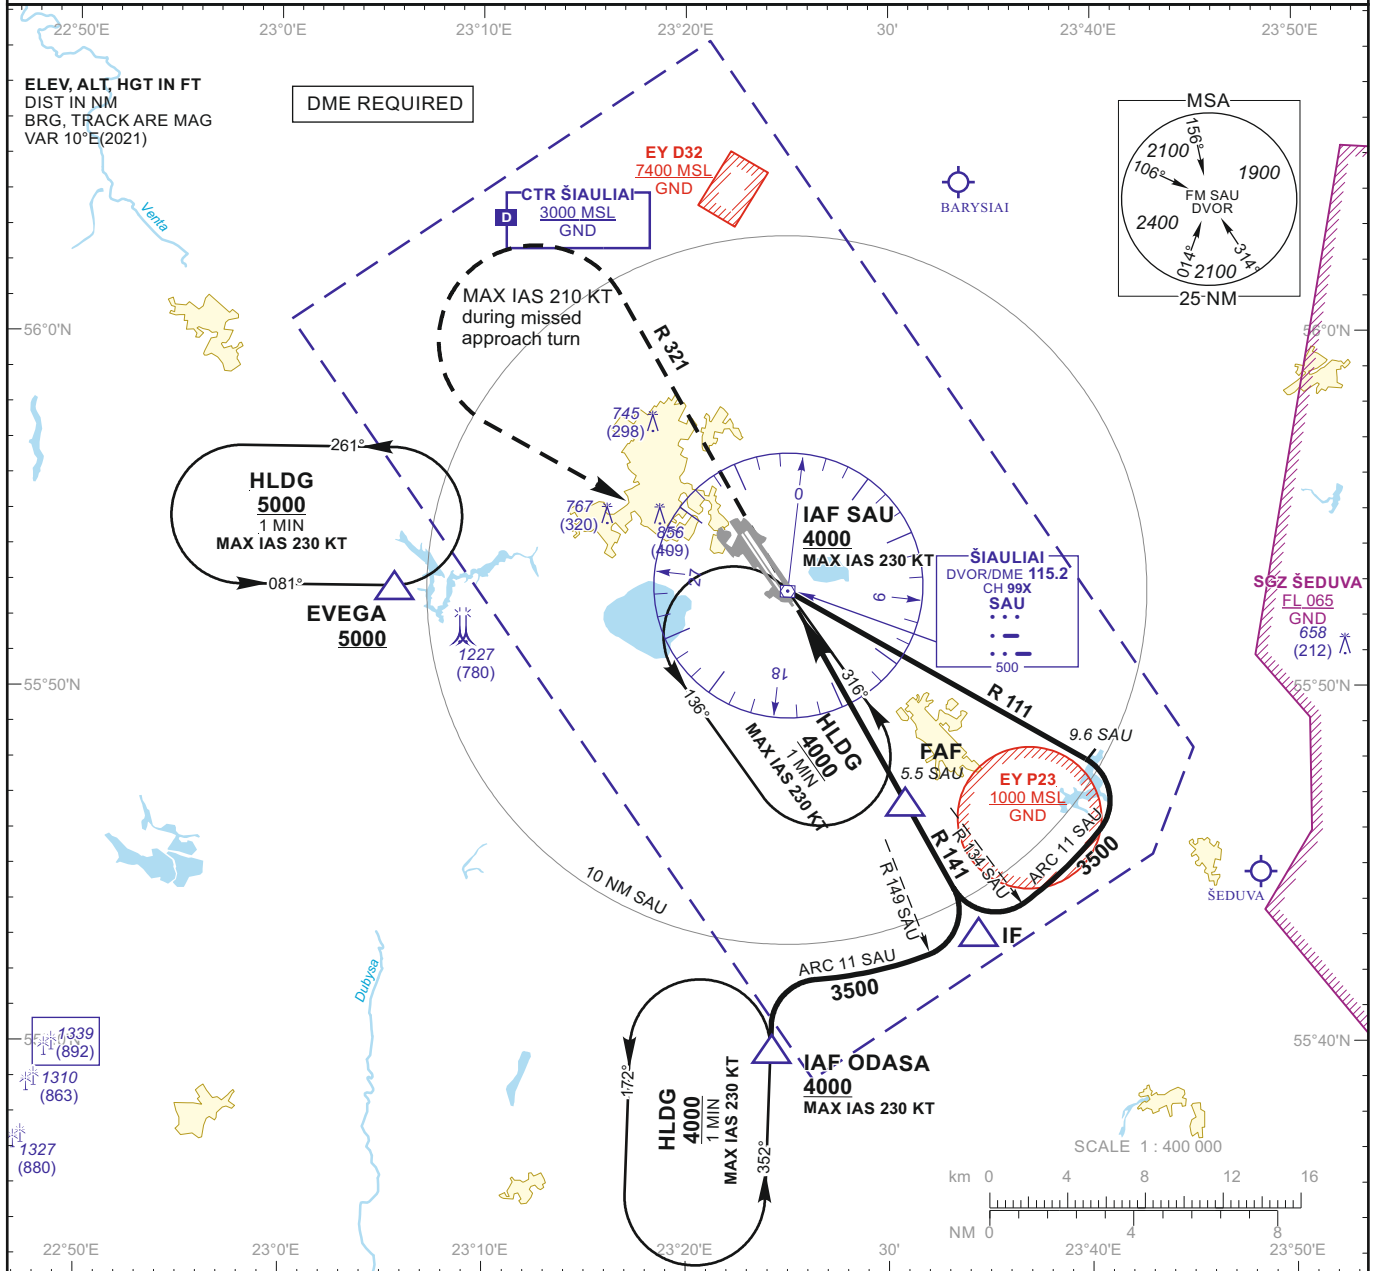 22°50'E
23°0'E
23°10'E
23°20'E
30'
23°40'E
23°50'E
ELEV, ALT, HGT IN FT
DIST IN NM
BRG, TRACK ARE MAG
VAR 10°E(2021)
DME REQUIRED
Venta
EY D32
7400 MSL
GND
D
CTR ŠIAULIAI
3000 MSL
GND
BARYSIAI
MSA
156°
2100
106°
1900
FM SAU
DVOR
2400
014°
314°
2100
25 NM
MAX IAS 210 KT
during missed
approach turn
R 321
56°0'N
56°0'N
745
(298)
767
(320)
856
(409)
261°
HLDG
5000
1 MIN
MAX IAS 230 KT
081°
EVEGA
5000
1227
(780)
0
9
18
27
IAF SAU
4000
MAX IAS 230 KT
ŠIAULIAI
DVOR/DME 115.2
CH 99X
SAU
500
SGZ ŠEDUVA
FL 065
GND
658
(212)
55°50'N
55°50'N
316°
136°
HLDG
4000
1 MIN
MAX IAS 230 KT
R 111
9.6 SAU
FAF
5.5 SAU
EY P23
1000 MSL
GND
R 141
R 134 SAU
ARC 11 SAU
3500
R 149 SAU
10 NM SAU
ŠEDUVA
IF
ARC 11 SAU
3500
Dubysa
1339
(892)
1310
(863)
1327
(880)
55°40'N
55°40'N
IAF ODASA
4000
MAX IAS 230 KT
172°
HLDG
4000
1 MIN
MAX IAS 230 KT
352°
SCALE 1 : 400 000
km 0 4 8 12 16
NM 0 4 8
22°50'E
23°0'E
23°10'E
23°20'E
30'
23°40'E
23°50'E